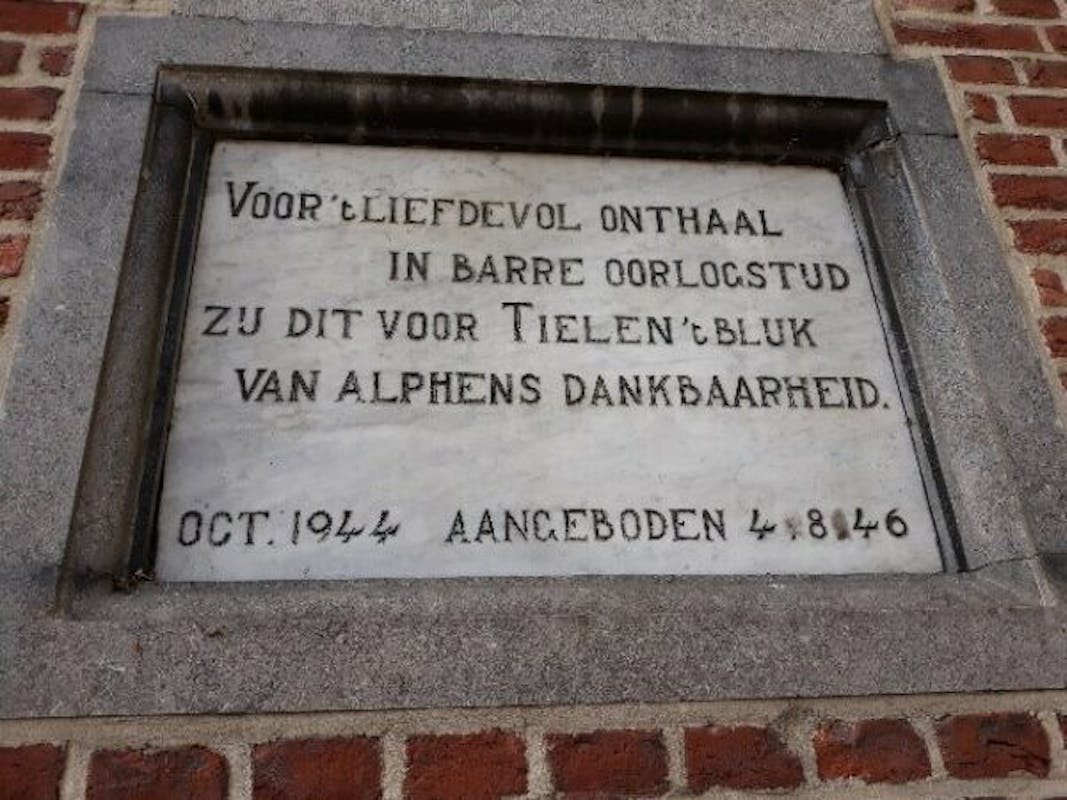 VOOR 't LIEFDEVOL ONTHAAL
IN BARRE OORLOGSTIJD
ZIJ DIT VOOR TIELEN 't BLIJK
VAN ALPHENS DANKBAARHEID.
OCT. 1944 AANGEBODEN 4.8.46